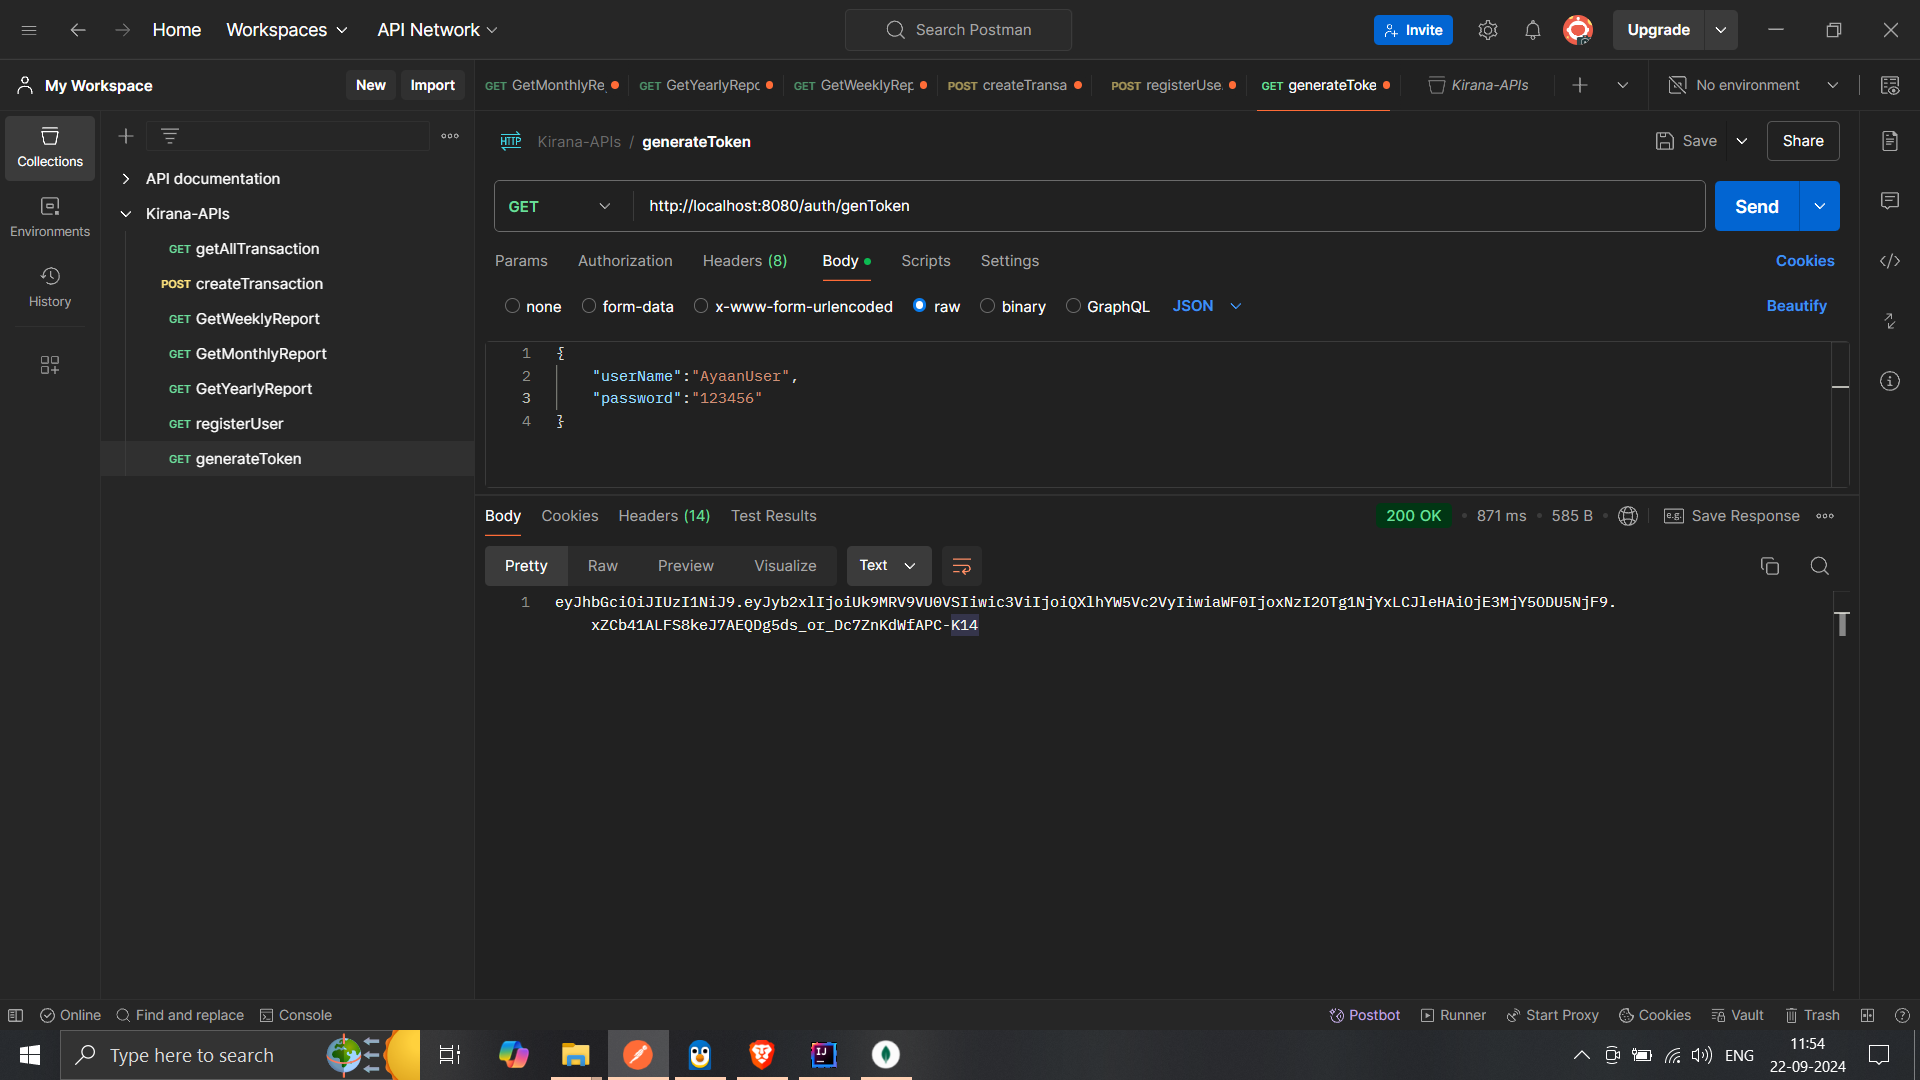 Home
Workspaces
API Network
Search Postman
Invite
Upgrade
My Workspace
New
Import
GET GetMonthlyRe
GET GetYearlyRepo
GET GetWeeklyRep
POST createTransa
POST registerUse
GET generateToke
Kirana-APIs
No environment
Collections
Environments
History
API documentation
Kirana-APIs
GET getAllTransaction
POST createTransaction
GET GetWeeklyReport
GET GetMonthlyReport
GET GetYearlyReport
GET registerUser
GET generateToken
HTTP Kirana-APIs / generateToken
Save
Share
GET
http://localhost:8080/auth/genToken
Send
Params
Authorization
Headers (8)
Body
Scripts
Settings
Cookies
none
form-data
x-www-form-urlencoded
raw
binary
GraphQL
JSON
Beautify
1 {
2 "userName":"AyaanUser",
3 "password":"123456"
4 }
Body
Cookies
Headers (14)
Test Results
200 OK
871 ms
585 B
e.g. Save Response
Pretty
Raw
Preview
Visualize
Text
1 eyJhbGciOiJIUzI1NiJ9.eyJyb2xlIjoiUk9MRV9VU0VSIiwic3ViIjoiQXlhYW5Vc2VyIiwiaWF0IjoxNzI2OTg1NjYxLCJleHAiOjE3MjY5ODU5NjF9.
xZCb41ALFS8keJ7AEQDg5ds_or_Dc7ZnKdWfAPC-K14
Online
Find and replace
Console
Postbot
Runner
Start Proxy
Cookies
Vault
Trash
Type here to search
IJ
ENG
11:54
22-09-2024